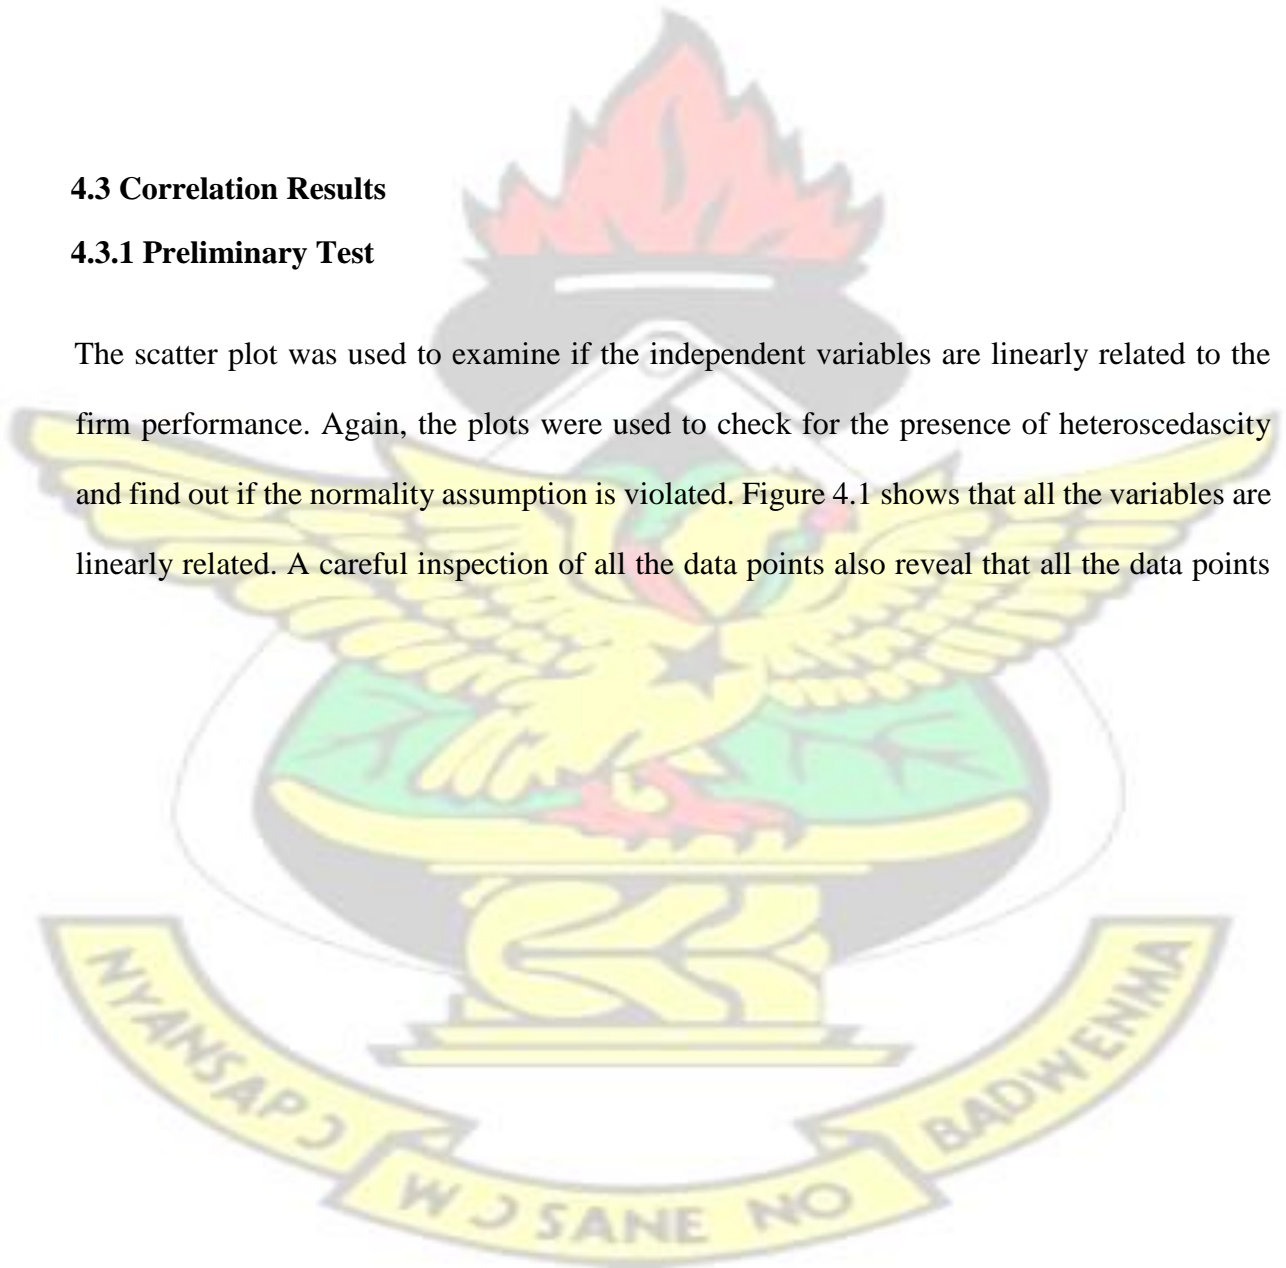 4.3 Correlation Results
4.3.1 Preliminary Test
The scatter plot was used to examine if the independent variables are linearly related to the
firm performance. Again, the plots were used to check for the presence of heteroscedascity
and find out if the normality assumption is violated. Figure 4.1 shows that all the variables are
linearly related. A careful inspection of all the data points also reveal that all the data points
NYANSAPƆ
WƆ SANE NO
BADWENMA